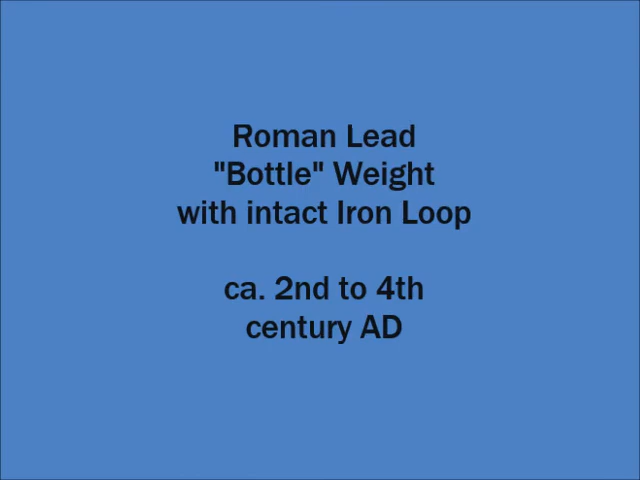 Roman Lead
"Bottle" Weight
with intact Iron Loop
ca. 2nd to 4th
century AD